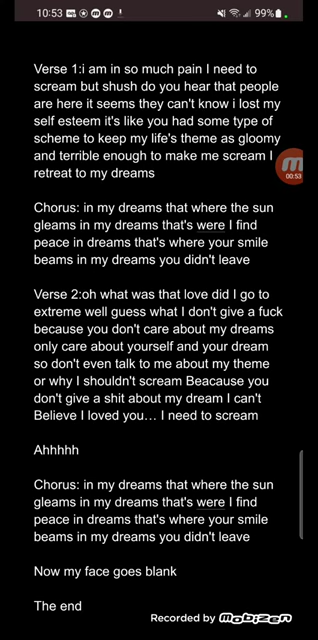 10:53
99%
Verse 1:i am in so much pain I need to
scream but shush do you hear that people
are here it seems they can't know i lost my
self esteem it's like you had some type of
scheme to keep my life's theme as gloomy
and terrible enough to make me scream I
retreat to my dreams
00:53
Chorus: in my dreams that where the sun
gleams in my dreams that's were I find
peace in dreams that's where your smile
beams in my dreams you didn't leave
Verse 2:oh what was that love did I go to
extreme well guess what I don't give a fuck
because you don't care about my dreams
only care about yourself and your dream
so don't even talk to me about my theme
or why I shouldn't scream Beacause you
don't give a shit about my dream I can't
Believe I loved you... I need to scream
Ahhhhh
Chorus: in my dreams that where the sun
gleams in my dreams that's were I find
peace in dreams that's where your smile
beams in my dreams you didn't leave
Now my face goes blank
The end
Recorded by mobizen